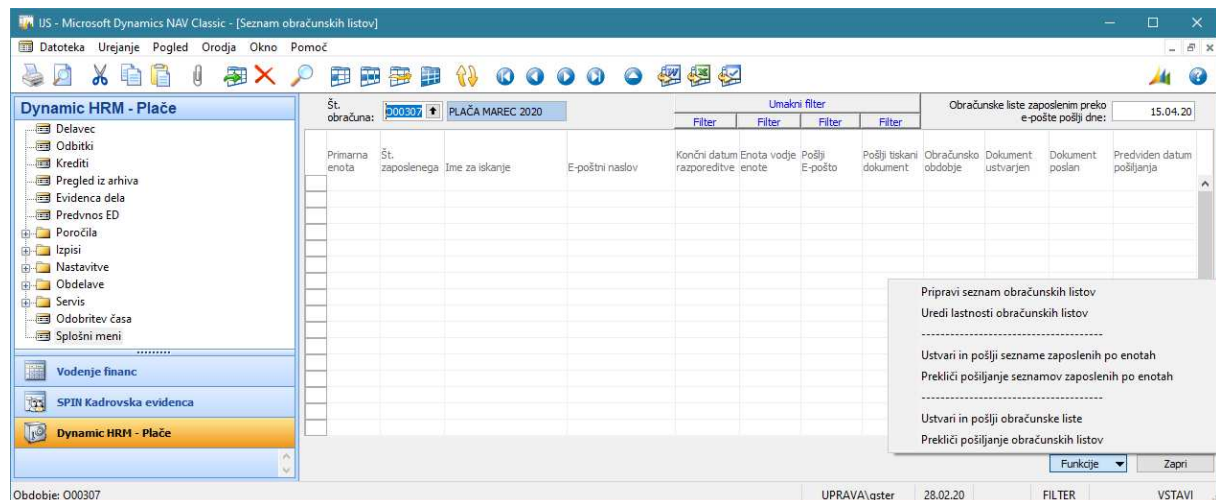 IJS - Microsoft Dynamics NAV Classic - [Seznam obračunskih listov]
Datoteka Urejanje Pogled Orodja Okno Pomoč
Dynamic HRM - Plače
Delavec
Odbitki
Krediti
Pregled iz arhiva
Evidenca dela
Predvnos ED
Poročila
Izpisi
Nastavitve
Obdelave
Servis
Odobritev časa
Splošni meni
Vodenje financ
SPIN Kadrovska evidenca
Dynamic HRM - Plače
Št. obračuna: O00307 PLAČA MAREC 2020
Umakni filter
Filter Filter Filter Filter
Obračunske liste zaposlenim preko e-pošte pošlji dne: 15.04.20
Primarna enota
Št. zaposlenega
Ime za iskanje
E-poštni naslov
Končni datum razporeditve
Enota vodje enote
Pošlji E-pošto
Pošlji tiskani dokument
Obračunsko obdobje
Dokument ustvarjen
Dokument poslan
Predviden datum pošiljanja
Pripravi seznam obračunskih listov
Uredi lastnosti obračunskih listov
-------------------------------------
Ustvari in pošlji sezname zaposlenih po enotah
Prekliči pošiljanje seznamov zaposlenih po enotah
-------------------------------------
Ustvari in pošlji obračunske liste
Prekliči pošiljanje obračunskih listov
Funkcije Zapri
Obdobje: O00307 UPRAVA\gster 28.02.20 FILTER VSTAVI